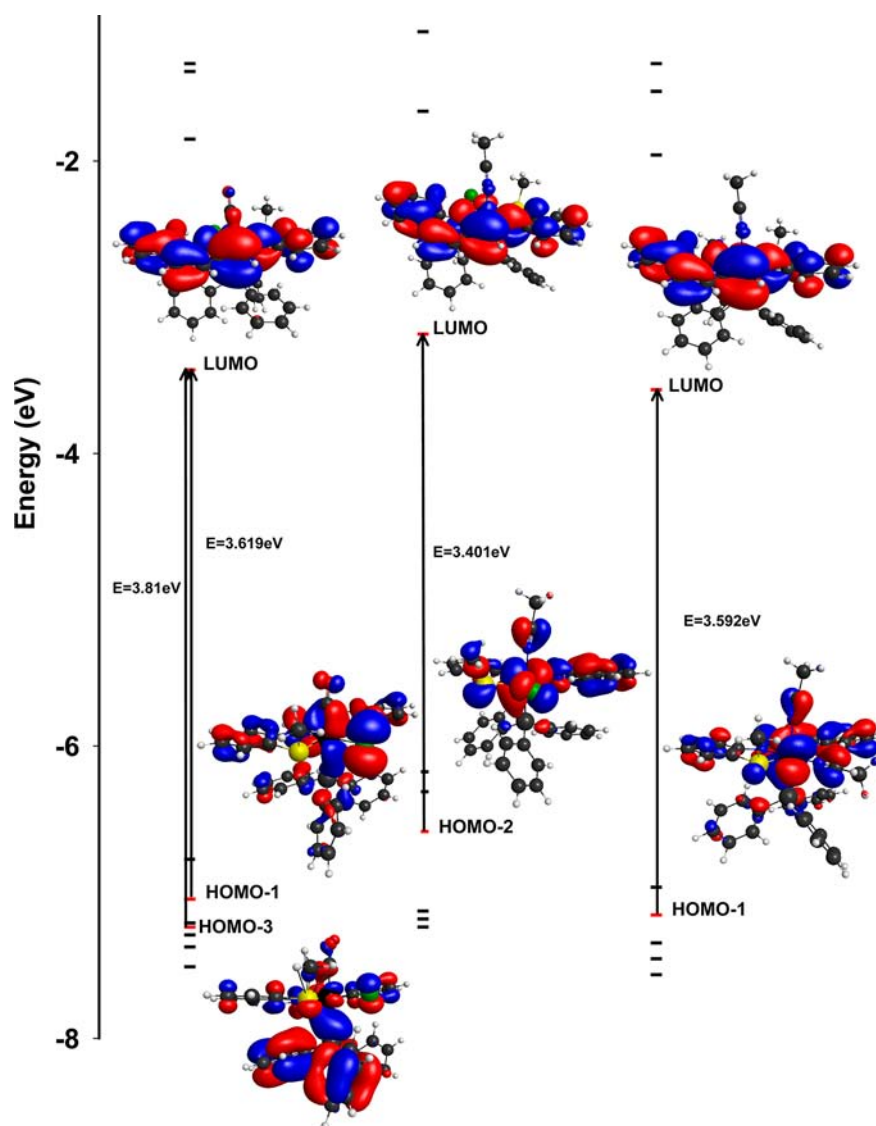 -2
LUMO
LUMO
LUMO
-4
Energy (eV)
E=3.619eV
E=3.81eV
E=3.401eV
E=3.592eV
-6
HOMO-2
HOMO-1
HOMO-3
HOMO-1
-8